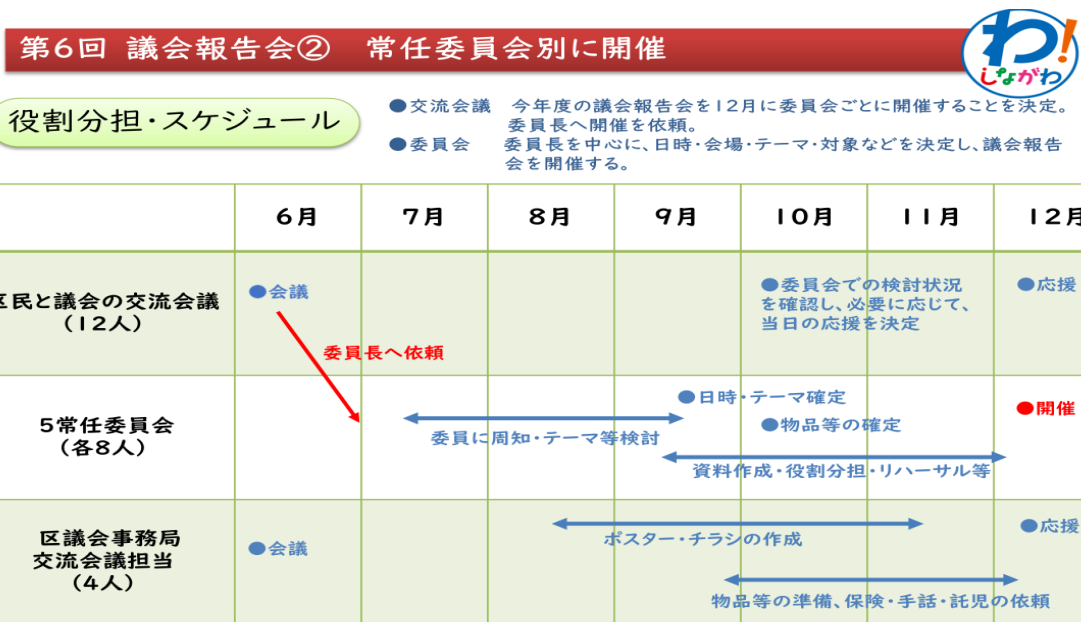 第6回 議会報告会② 常任委員会別に開催
わ!
しながわ
役割分担・スケジュール
●交流会議 今年度の議会報告会を12月に委員会ごとに開催することを決定。
委員長へ開催を依頼。
●委員会 委員長を中心に、日時・会場・テーマ・対象などを決定し、議会報告
会を開催する。
6月 7月 8月 9月 10月 11月 12月
区民と議会の交流会議
(12人)
●会議
委員長へ依頼
●委員会での検討状況
を確認し、必要に応じて、
当日の応援を決定
●応援
5常任委員会
(各8人)
委員に周知・テーマ等検討
●日時・テーマ確定
●物品等の確定
資料作成・役割分担・リハーサル等
●開催
区議会事務局
交流会議担当
(4人)
●会議
ポスター・チラシの作成
物品等の準備、保険・手話・託児の依頼
●応援